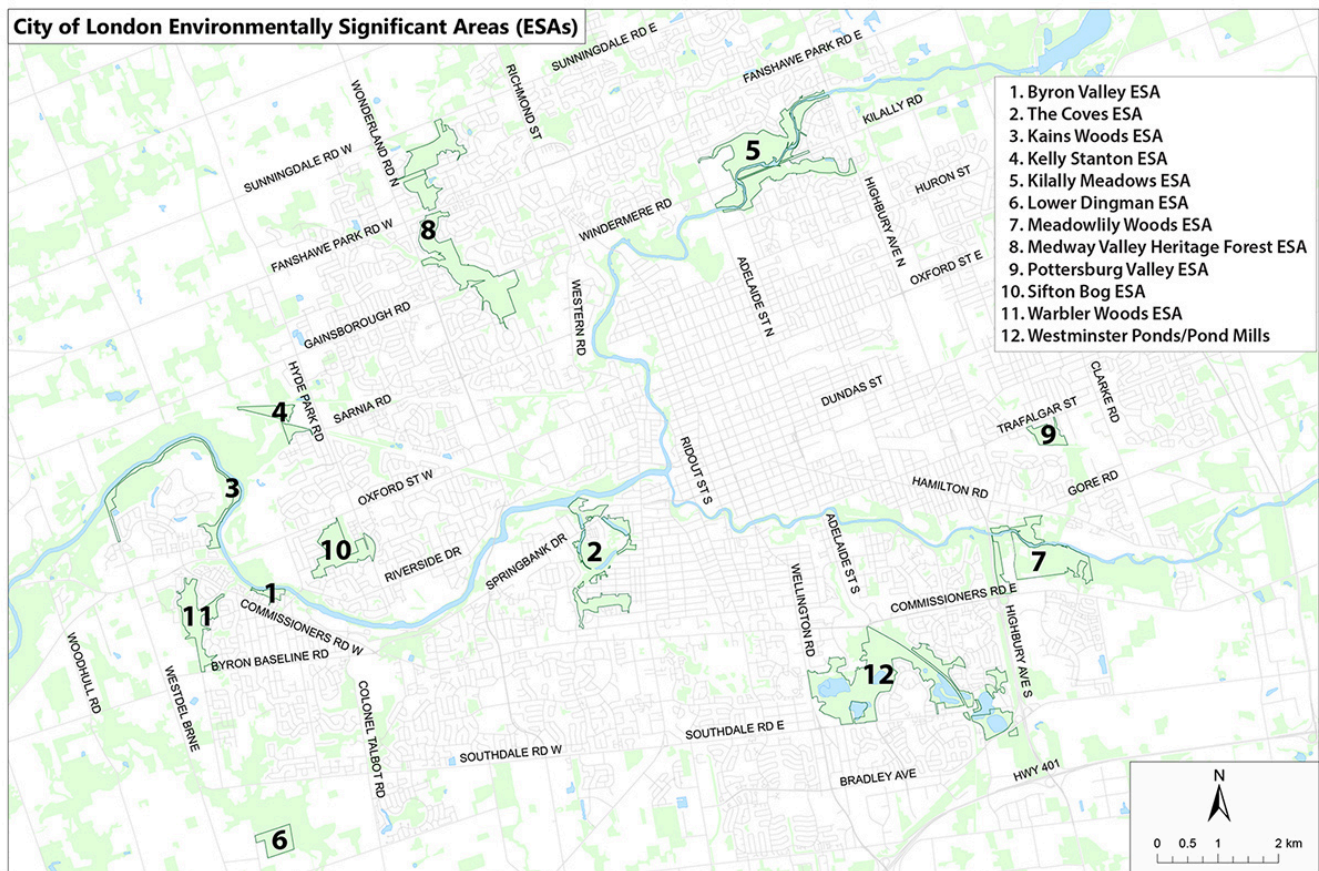 City of London Environmentally Significant Areas (ESAs)
SUNNINGDALE RD E
FANSHAWE PARK RD E
RICHMOND ST
WONDERLAND RD N
KILALLY RD
1. Byron Valley ESA
2. The Coves ESA
3. Kains Woods ESA
4. Kelly Stanton ESA
5. Kilally Meadows ESA
6. Lower Dingman ESA
7. Meadowlily Woods ESA
8. Medway Valley Heritage Forest ESA
9. Pottersburg Valley ESA
10. Sifton Bog ESA
11. Warbler Woods ESA
12. Westminster Ponds/Pond Mills
5
SUNNINGDALE RD W
HURON ST
HIGHBURY AVE N
WINDERMERE RD
8
FANSHAWE PARK RD W
OXFORD ST E
ADELAIDE ST N
WESTERN RD
GAINSBOROUGH RD
HYDE PARK RD
4
SARNIA RD
DUNDAS ST
CLARKE RD
TRAFALGAR ST
9
RIDOUT ST S
3
OXFORD ST W
HAMILTON RD
GORE RD
10
RIVERSIDE DR
SPRINGBANK DR
2
ADELAIDE ST S
7
1
11
COMMISSIONERS RD W
WELLINGTON RD
COMMISSIONERS RD E
HIGHBURY AVE S
BYRON BASELINE RD
WOODHULL RD
WESTDEL BRNE
COLONEL TALBOT RD
12
SOUTHDALE RD E
SOUTHDALE RD W
BRADLEY AVE
HWY 401
6
N
0 0.5 1 2 km